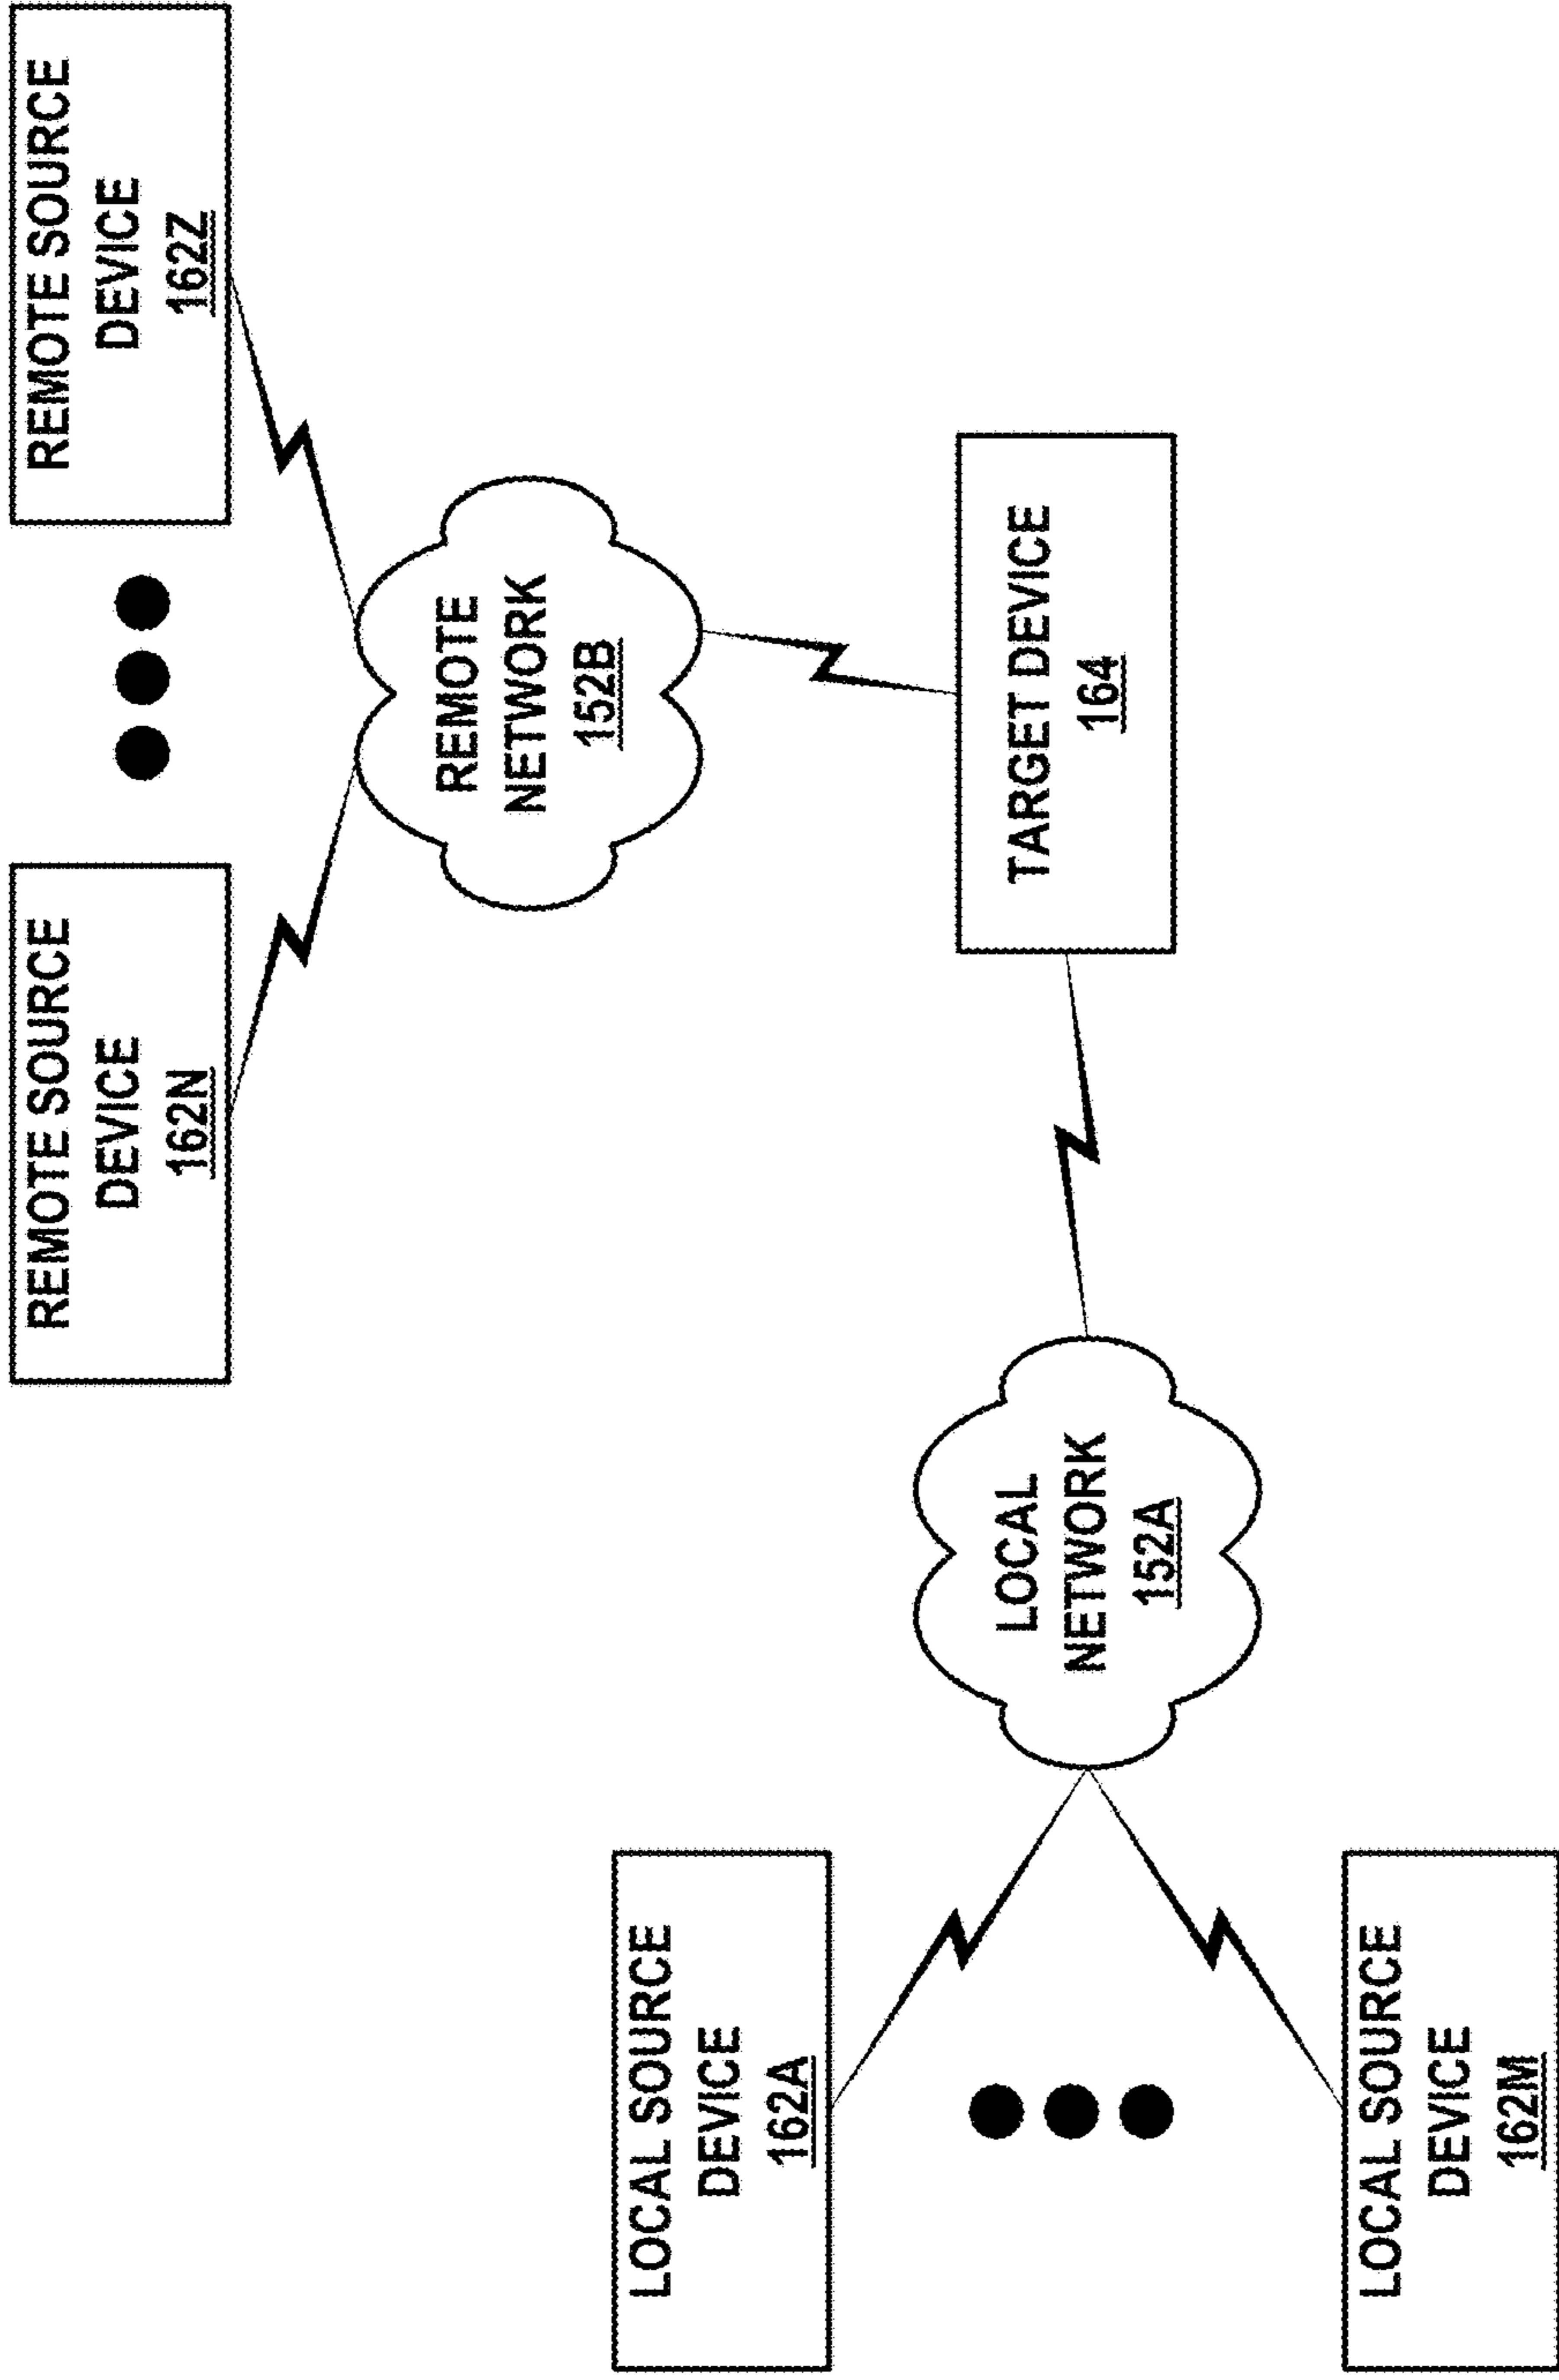 REMOTE SOURCE
DEVICE
162N
REMOTE SOURCE
DEVICE
162Z
REMOTE
NETWORK
152B
LOCAL SOURCE
DEVICE
162A
LOCAL
NETWORK
152A
TARGET DEVICE
164
LOCAL SOURCE
DEVICE
162M